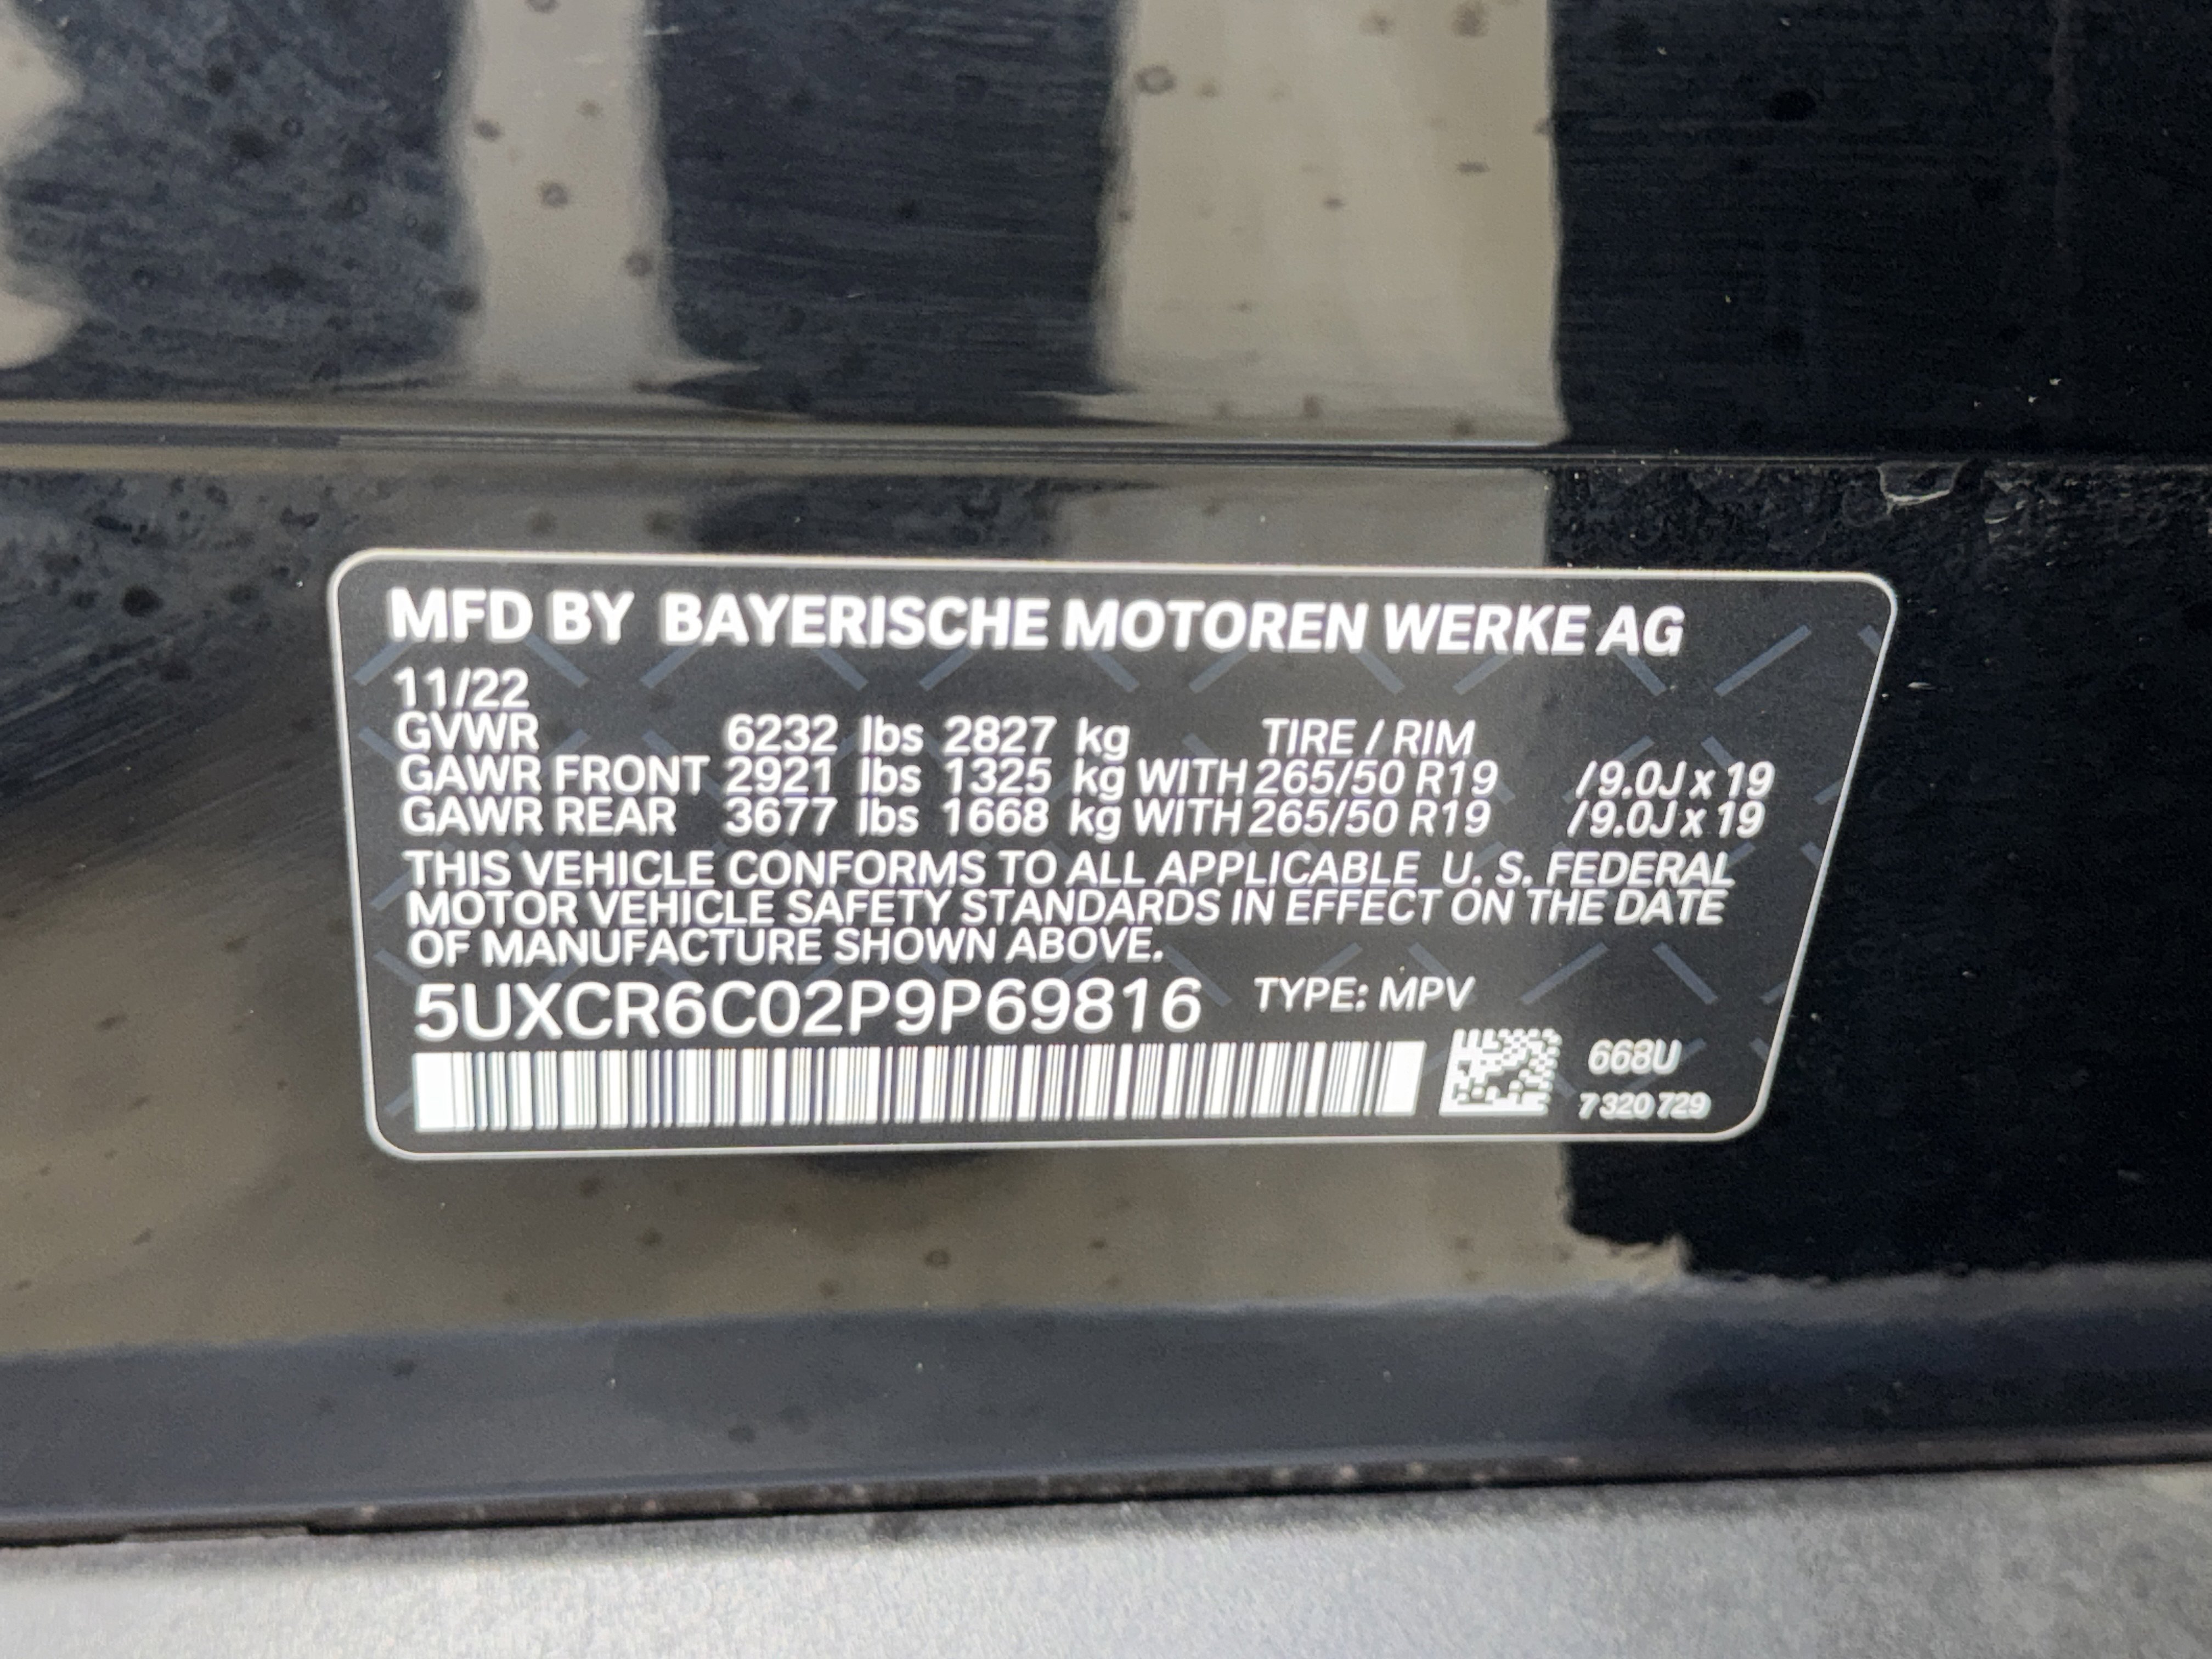 MFD BY BAYERISCHE MOTOREN WERKE AG
11/22
GVWR 6232 lbs 2827 kg TIRE / RIM
GAWR FRONT 2921 lbs 1325 kg WITH 265/50 R19 /9.0J x 19
GAWR REAR 3677 lbs 1668 kg WITH 265/50 R19 /9.0J x 19
THIS VEHICLE CONFORMS TO ALL APPLICABLE U. S. FEDERAL
MOTOR VEHICLE SAFETY STANDARDS IN EFFECT ON THE DATE
OF MANUFACTURE SHOWN ABOVE.
5UXCR6C02P9P69816 TYPE: MPV
668U
7 320 729